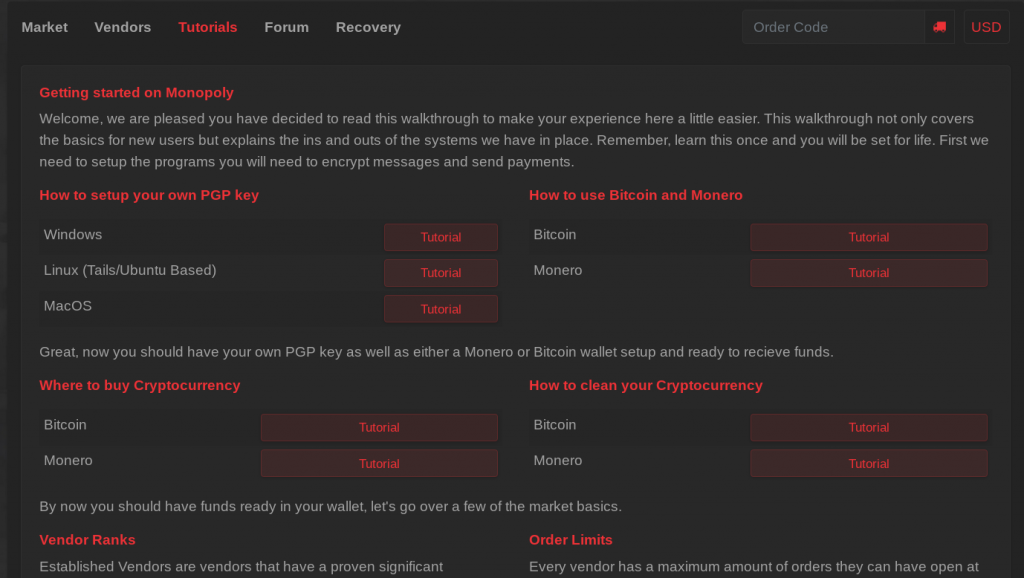 Market Vendors Tutorials Forum Recovery Order Code USD
Getting started on Monopoly
Welcome, we are pleased you have decided to read this walkthrough to make your experience here a little easier. This walkthrough not only covers
the basics for new users but explains the ins and outs of the systems we have in place. Remember, learn this once and you will be set for life. First we
need to setup the programs you will need to encrypt messages and send payments.
How to setup your own PGP key
Windows Tutorial
Linux (Tails/Ubuntu Based) Tutorial
MacOS Tutorial
How to use Bitcoin and Monero
Bitcoin Tutorial
Monero Tutorial
Great, now you should have your own PGP key as well as either a Monero or Bitcoin wallet setup and ready to recieve funds.
Where to buy Cryptocurrency
Bitcoin Tutorial
Monero Tutorial
How to clean your Cryptocurrency
Bitcoin Tutorial
Monero Tutorial
By now you should have funds ready in your wallet, let's go over a few of the market basics.
Vendor Ranks
Established Vendors are vendors that have a proven significant
Order Limits
Every vendor has a maximum amount of orders they can have open at